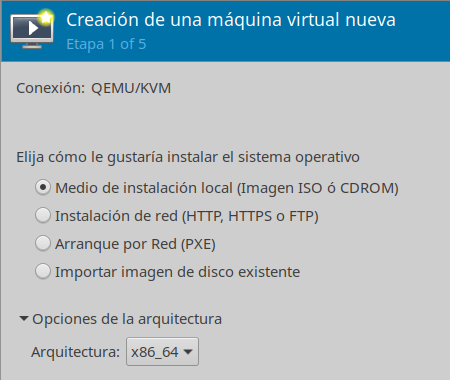 Creación de una máquina virtual nueva
Etapa 1 of 5
Conexión: QEMU/KVM
Elija cómo le gustaría instalar el sistema operativo
Medio de instalación local (Imagen ISO ó CDROM)
Instalación de red (HTTP, HTTPS o FTP)
Arranque por Red (PXE)
Importar imagen de disco existente
Opciones de la arquitectura
Arquitectura: x86_64